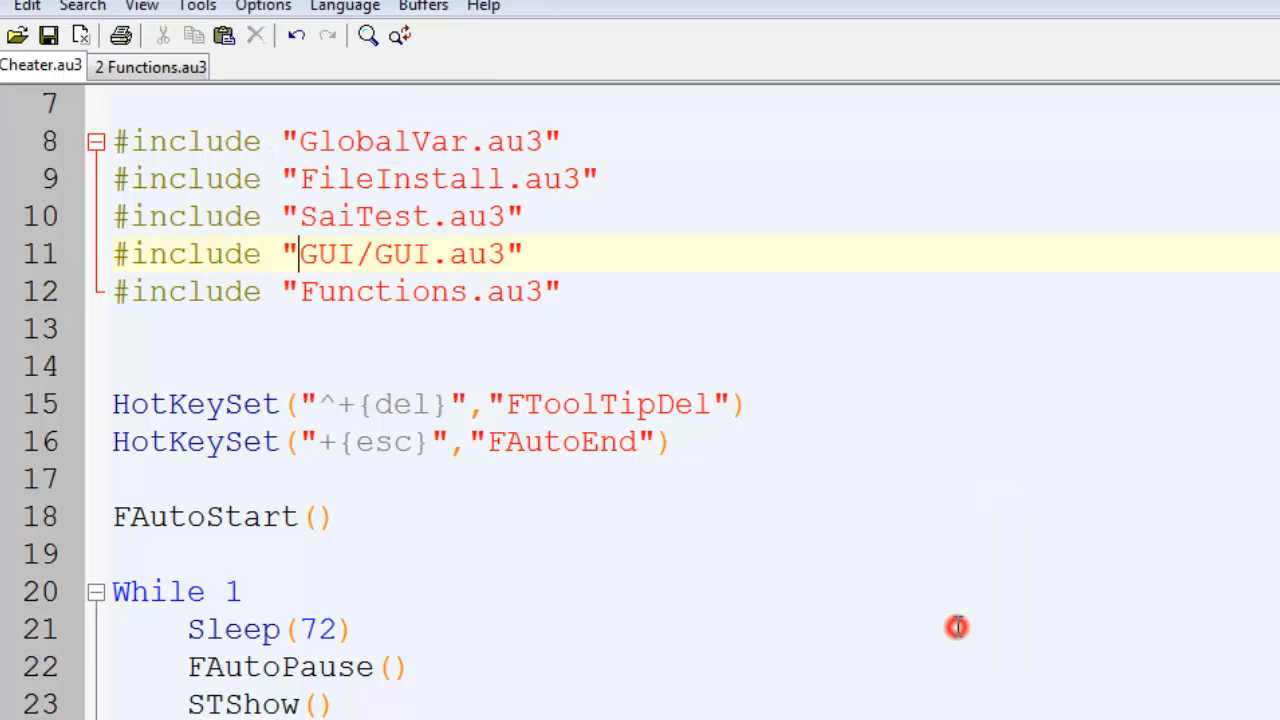 Edit Search View Tools Options Language Buffers Help
Cheater.au3 2 Functions.au3
7
8 #include "GlobalVar.au3"
9 #include "FileInstall.au3"
10 #include "SaiTest.au3"
11 #include "GUI/GUI.au3"
12 #include "Functions.au3"
13
14
15 HotKeySet("^+{del}","FToolTipDel")
16 HotKeySet("+{esc}","FAutoEnd")
17
18 FAutoStart()
19
20 While 1
21 Sleep(72)
22 FAutoPause()
23 STShow()